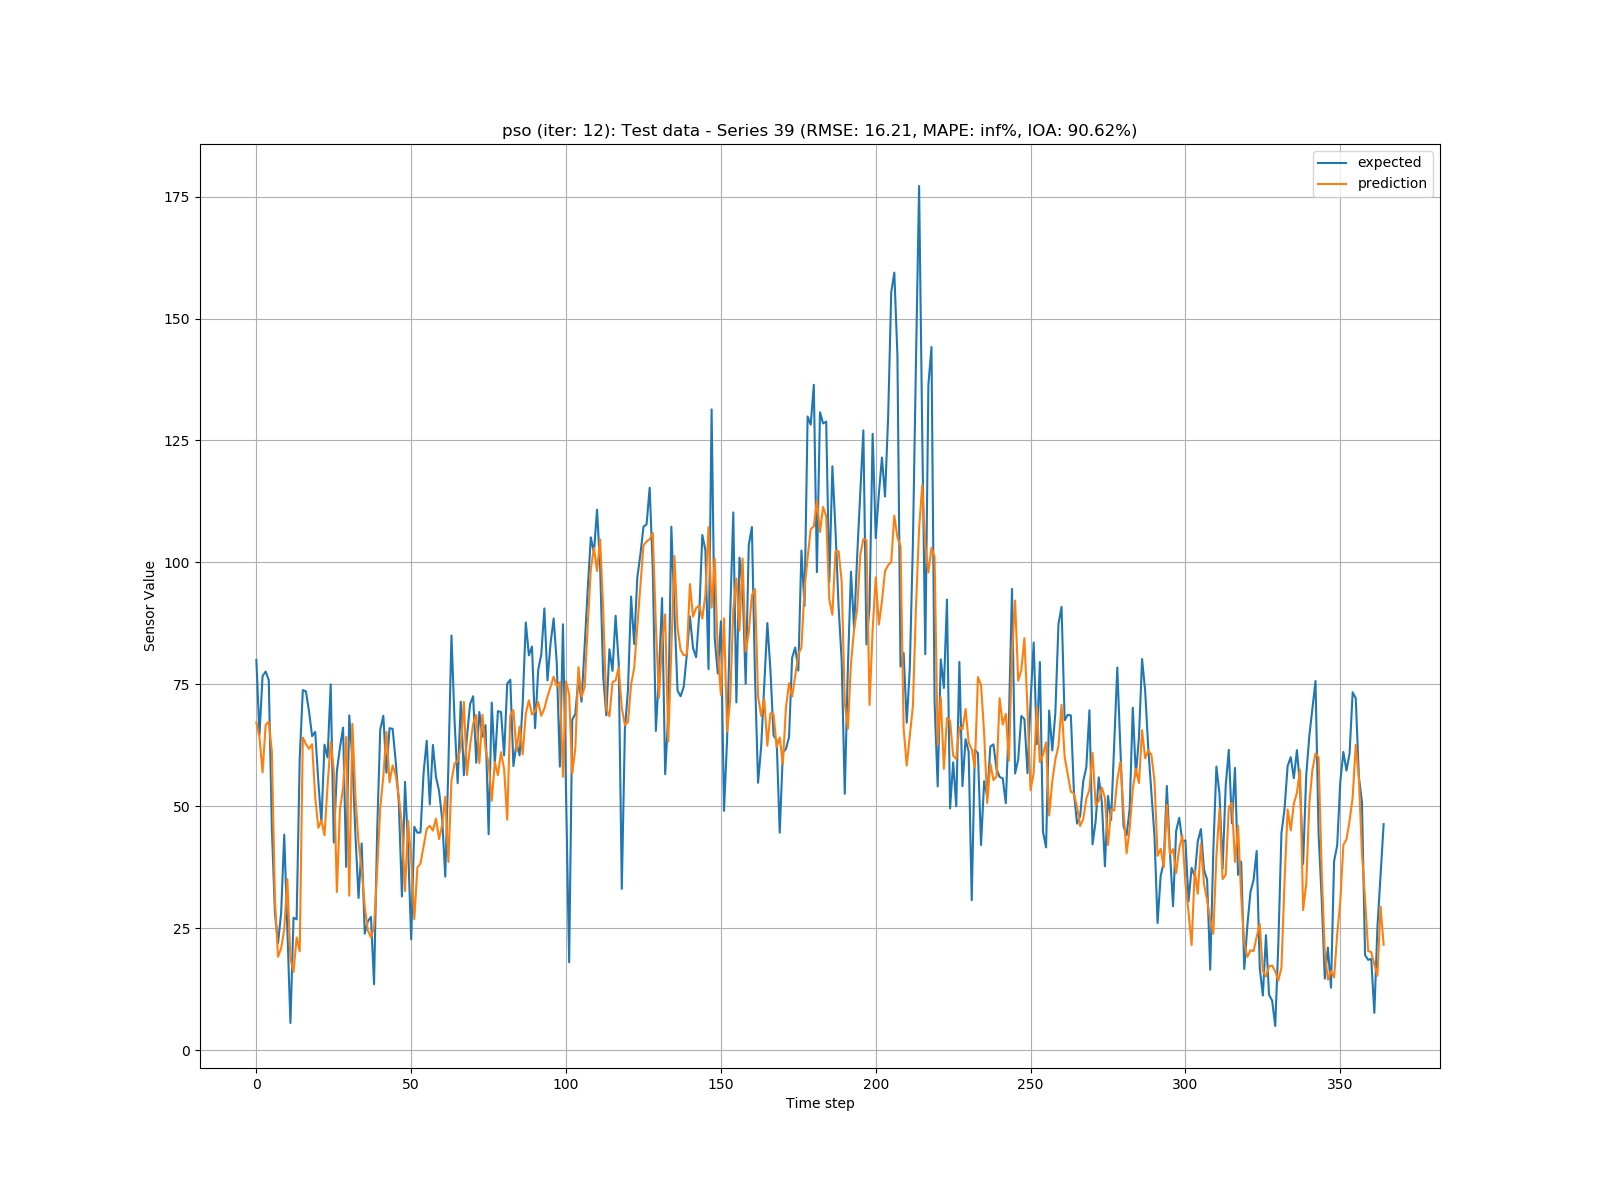 pso (iter: 12): Test data - Series 39 (RMSE: 16.21, MAPE: inf%, IOA: 90.62%)
expected
prediction
175
150
125
100
75
50
25
0
Sensor Value
0 50 100 150 200 250 300 350
Time step